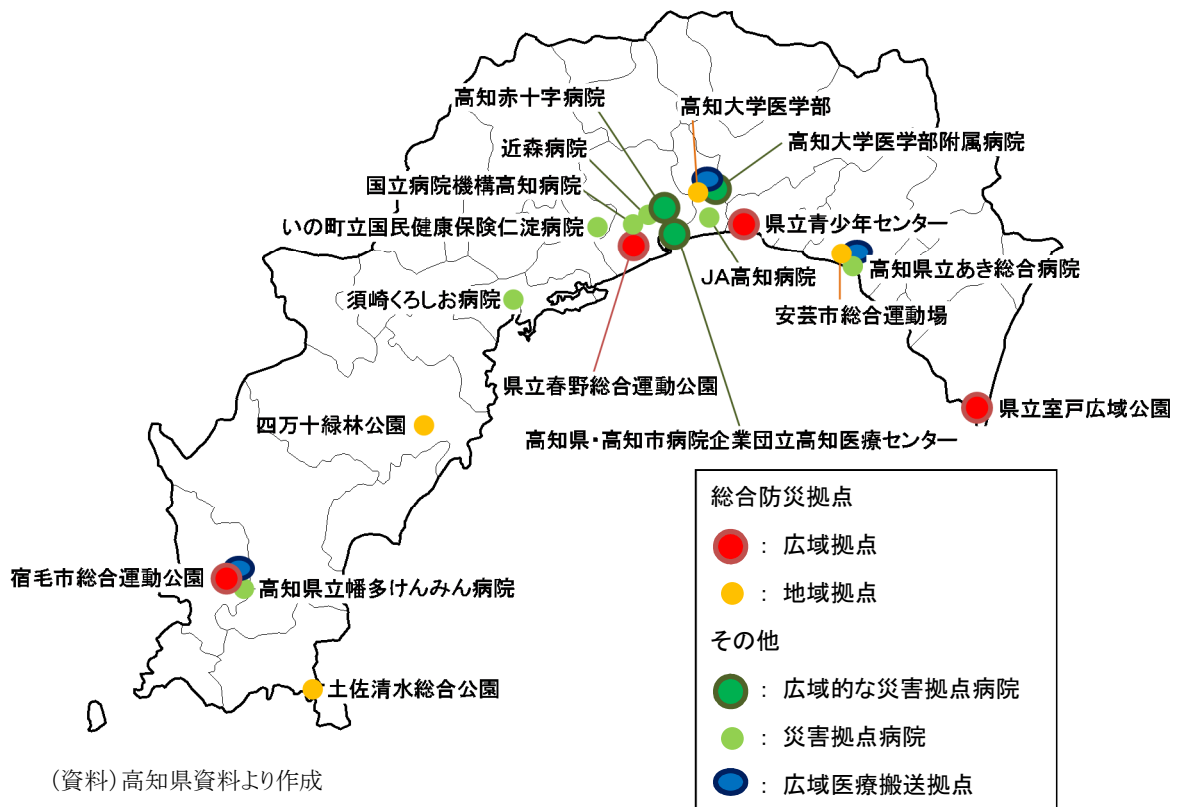 高知赤十字病院
高知大学医学部
近森病院
高知大学医学部附属病院
国立病院機構高知病院
いの町立国民健康保険仁淀病院
県立青少年センター
JA高知病院
高知県立あき総合病院
須崎くろしお病院
安芸市総合運動場
県立春野総合運動公園
県立室戸広域公園
四万十緑林公園
高知県・高知市病院企業団立高知医療センター
宿毛市総合運動公園
高知県立幡多けんみん病院
土佐清水総合公園
総合防災拠点
： 広域拠点
： 地域拠点
その他
： 広域的な災害拠点病院
： 災害拠点病院
： 広域医療搬送拠点
（資料）高知県資料より作成